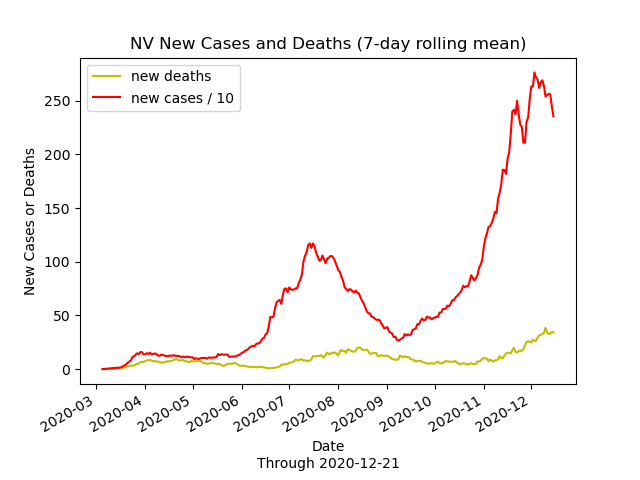 NV New Cases and Deaths (7-day rolling mean)
new deaths
new cases / 10
250
200
150
100
50
0
New Cases or Deaths
2020-03
2020-04
2020-05
2020-06
2020-07
2020-08
2020-09
2020-10
2020-11
2020-12
Date
Through 2020-12-21